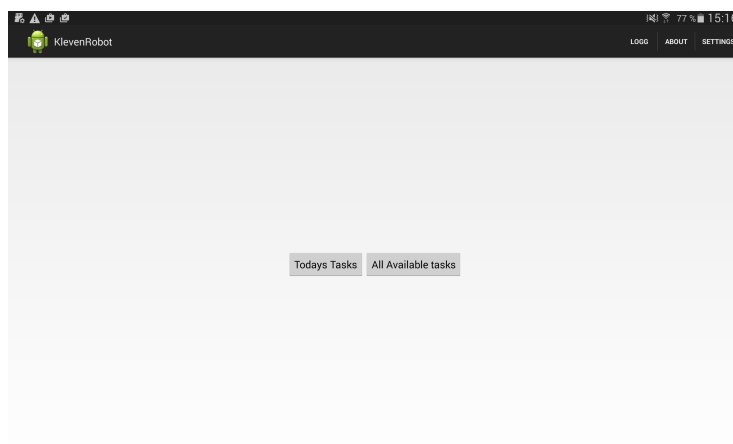 77 % 15:1
KlevenRobot
LOGG ABOUT SETTINGS
Todays Tasks All Available tasks